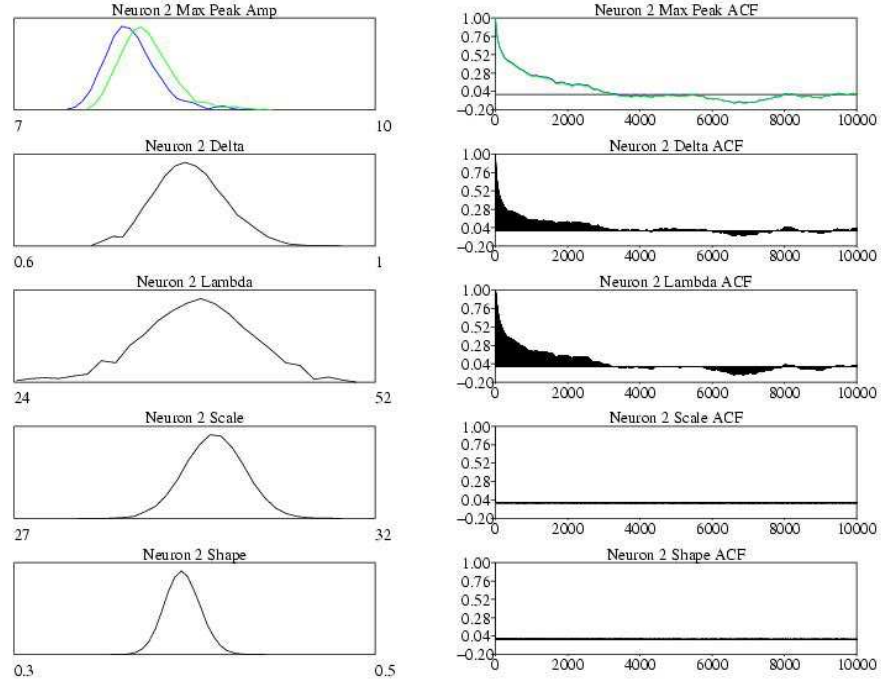 Neuron 2 Max Peak Amp
7 10
Neuron 2 Max Peak ACF
1.00
0.76
0.52
0.28
0.04
−0.20
0 2000 4000 6000 8000 10000
Neuron 2 Delta
0.6 1
Neuron 2 Delta ACF
1.00
0.76
0.52
0.28
0.04
−0.20
0 2000 4000 6000 8000 10000
Neuron 2 Lambda
24 52
Neuron 2 Lambda ACF
1.00
0.76
0.52
0.28
0.04
−0.20
0 2000 4000 6000 8000 10000
Neuron 2 Scale
27 32
Neuron 2 Scale ACF
1.00
0.76
0.52
0.28
0.04
−0.20
0 2000 4000 6000 8000 10000
Neuron 2 Shape
0.3 0.5
Neuron 2 Shape ACF
1.00
0.76
0.52
0.28
0.04
−0.20
0 2000 4000 6000 8000 10000